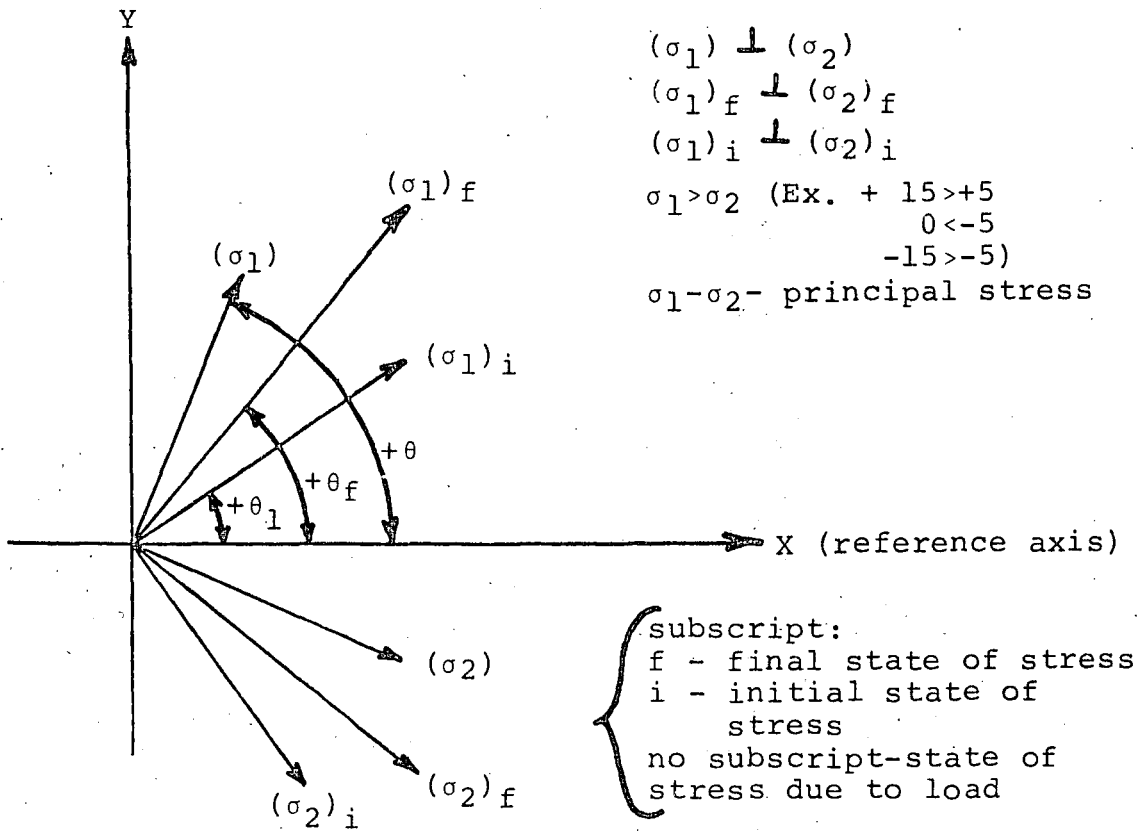 Y
(σ1) ⊥ (σ2)
(σ1)f ⊥ (σ2)f
(σ1)i ⊥ (σ2)i
σ1>σ2 (Ex. + 15>+5
0<-5
-15>-5)
σ1-σ2- principal stress
(σ1)f
(σ1)
(σ1)i
+θ
+θf
+θ1
X (reference axis)
(σ2)
(σ2)f
(σ2)i
subscript:
f - final state of stress
i - initial state of
stress
no subscript-state of
stress due to load